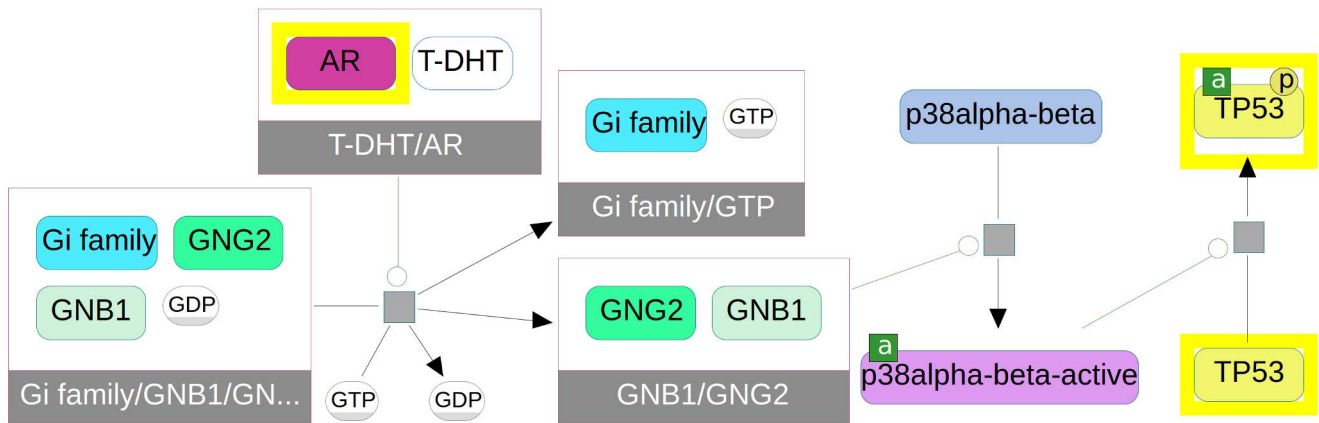 AR
T-DHT
T-DHT/AR
Gi family
GNG2
GNB1
GDP
Gi family/GNB1/GN...
GTP
GDP
Gi family
GTP
Gi family/GTP
GNG2
GNB1
GNB1/GNG2
p38alpha-beta
a
p38alpha-beta-active
a
p
TP53
TP53